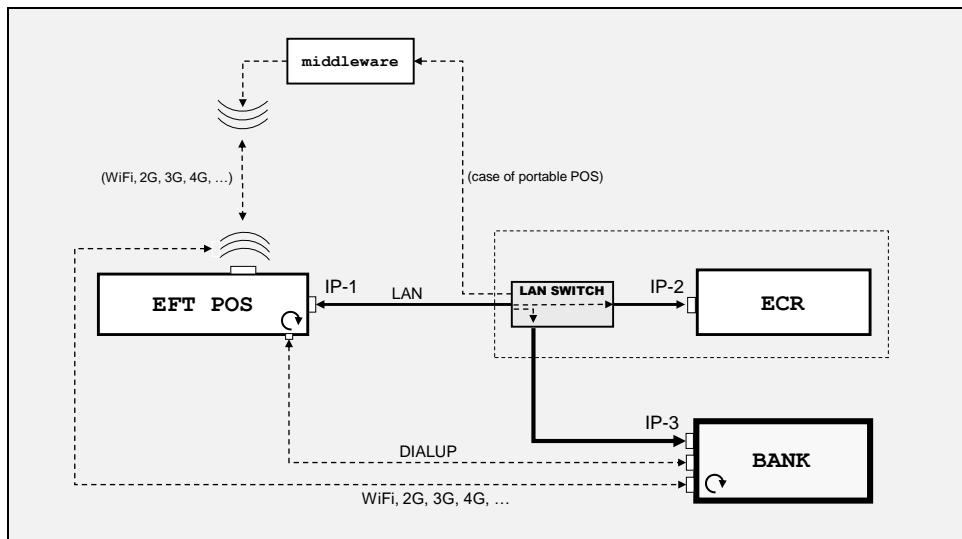 middleware
(WiFi, 2G, 3G, 4G, …)
(case of portable POS)
IP-1
LAN
LAN SWITCH
IP-2
EFT POS
ECR
IP-3
DIALUP
BANK
WiFi, 2G, 3G, 4G, …